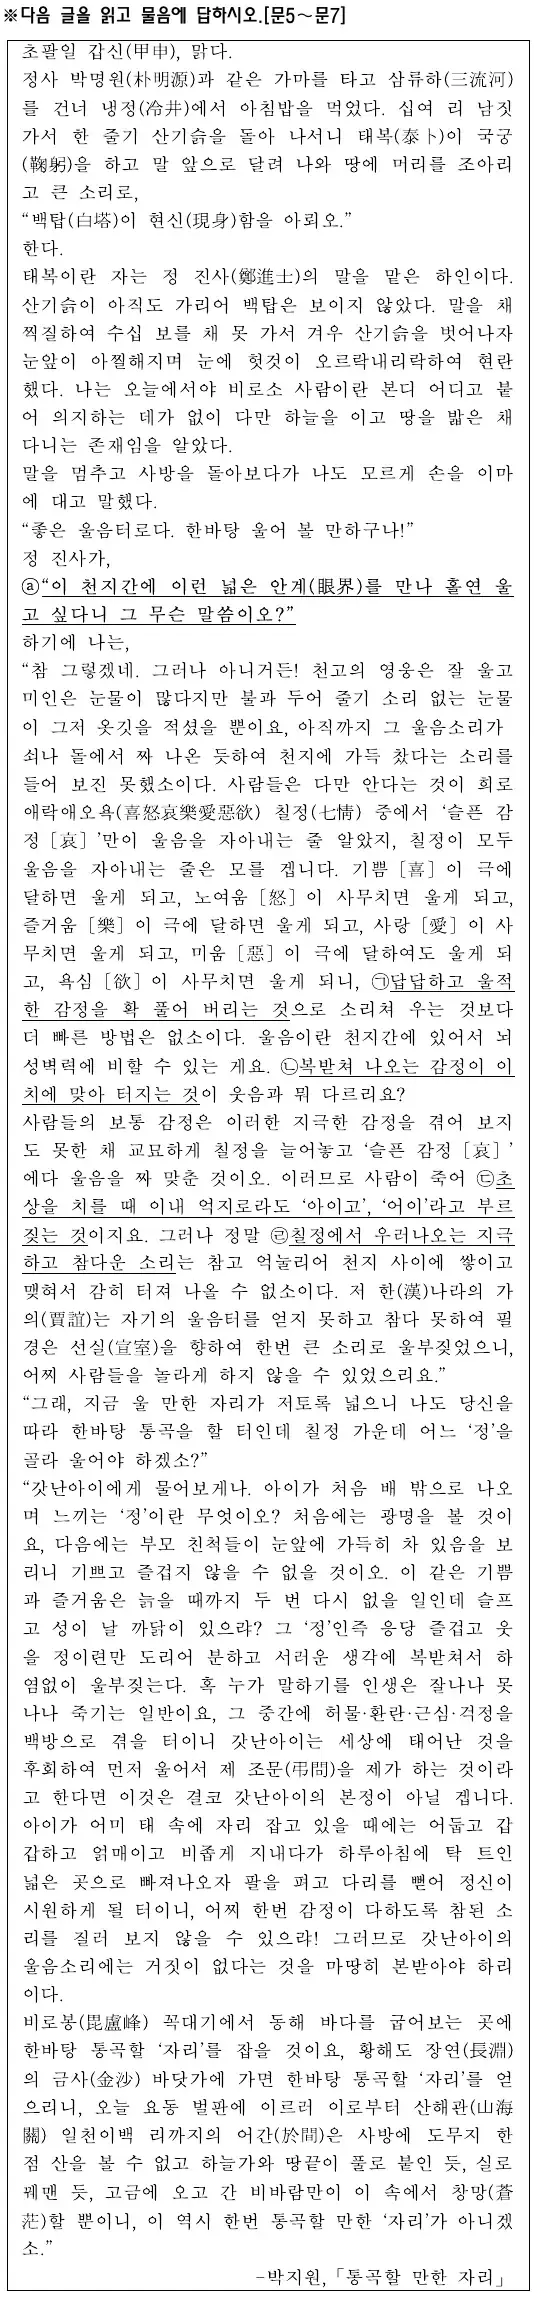 ※다음 글을 읽고 물음에 답하시오.[문5～문7]
초팔일 갑신(甲申), 맑다.
정사 박명원(朴明源)과 같은 가마를 타고 삼류하(三流河)
를 건너 냉정(冷井)에서 아침밥을 먹었다. 십여 리 남짓
가서 한 줄기 산기슭을 돌아 나서니 태복(泰卜)이 국궁
(鞠躬)을 하고 말 앞으로 달려 나와 땅에 머리를 조아리
고 큰 소리로,
“백탑(白塔)이 현신(現身)함을 아뢰오.”
한다.
태복이란 자는 정 진사(鄭進士)의 말을 맡은 하인이다.
산기슭이 아직도 가리어 백탑은 보이지 않았다. 말을 채
찍질하여 수십 보를 채 못 가서 겨우 산기슭을 벗어나자
눈앞이 아찔해지며 눈에 헛것이 오르락내리락하여 현란
했다. 나는 오늘에서야 비로소 사람이란 본디 어디고 붙
어 의지하는 데가 없이 다만 하늘을 이고 땅을 밟은 채
다니는 존재임을 알았다.
말을 멈추고 사방을 돌아보다가 나도 모르게 손을 이마
에 대고 말했다.
“좋은 울음터로다. 한바탕 울어 볼 만하구나!”
정 진사가,
ⓐ“이 천지간에 이런 넓은 안계(眼界)를 만나 홀연 울
고 싶다니 그 무슨 말씀이오?”
하기에 나는,
“참 그렇겠네. 그러나 아니거든! 천고의 영웅은 잘 울고
미인은 눈물이 많다지만 불과 두어 줄기 소리 없는 눈물
이 그저 옷깃을 적셨을 뿐이요, 아직까지 그 울음소리가
쇠나 돌에서 짜 나온 듯하여 천지에 가득 찼다는 소리를
들어 보진 못했소이다. 사람들은 다만 안다는 것이 희로
애락애오욕(喜怒哀樂愛惡欲) 칠정(七情) 중에서 ‘슬픈 감
정［哀］’만이 울음을 자아내는 줄 알았지, 칠정이 모두
울음을 자아내는 줄은 모를 겝니다. 기쁨［喜］이 극에
달하면 울게 되고, 노여움［怒］이 사무치면 울게 되고,
즐거움［樂］이 극에 달하면 울게 되고, 사랑［愛］이 사
무치면 울게 되고, 미움［惡］이 극에 달하여도 울게 되
고, 욕심［欲］이 사무치면 울게 되니, ㉠답답하고 울적
한 감정을 확 풀어 버리는 것으로 소리쳐 우는 것보다
더 빠른 방법은 없소이다. 울음이란 천지간에 있어서 뇌
성벽력에 비할 수 있는 게요. ㉡복받쳐 나오는 감정이 이
치에 맞아 터지는 것이 웃음과 뭐 다르리요?
사람들의 보통 감정은 이러한 지극한 감정을 겪어 보지
도 못한 채 교묘하게 칠정을 늘어놓고 ‘슬픈 감정［哀］’
에다 울음을 짜 맞춘 것이오. 이러므로 사람이 죽어 ㉢초
상을 치를 때 이내 억지로라도 ‘아이고’, ‘어이’라고 부르
짖는 것이지요. 그러나 정말 ㉣칠정에서 우러나오는 지극
하고 참다운 소리는 참고 억눌리어 천지 사이에 쌓이고
맺혀서 감히 터져 나올 수 없소이다. 저 한(漢)나라의 가
의(賈誼)는 자기의 울음터를 얻지 못하고 참다 못하여 필
경은 선실(宣室)을 향하여 한번 큰 소리로 울부짖었으니,
어찌 사람들을 놀라게 하지 않을 수 있었으리요.”
“그래, 지금 울 만한 자리가 저토록 넓으니 나도 당신을
따라 한바탕 통곡을 할 터인데 칠정 가운데 어느 ‘정’을
골라 울어야 하겠소?”
“갓난아이에게 물어보게나. 아이가 처음 배 밖으로 나오
며 느끼는 ‘정’이란 무엇이오? 처음에는 광명을 볼 것이
요, 다음에는 부모 친척들이 눈앞에 가득히 차 있음을 보
리니 기쁘고 즐겁지 않을 수 없을 것이오. 이 같은 기쁨
과 즐거움은 늙을 때까지 두 번 다시 없을 일인데 슬프
고 성이 날 까닭이 있으랴? 그 ‘정’인즉 응당 즐겁고 웃
을 정이련만 도리어 분하고 서러운 생각에 복받쳐서 하
염없이 울부짖는다. 혹 누가 말하기를 인생은 잘나나 못
나나 죽기는 일반이요, 그 중간에 허물·환란·근심·걱정을
백방으로 겪을 터이니 갓난아이는 세상에 태어난 것을
후회하여 먼저 울어서 제 조문(弔問)을 제가 하는 것이라
고 한다면 이것은 결코 갓난아이의 본정이 아닐 겝니다.
아이가 어미 태 속에 자리 잡고 있을 때에는 어둡고 갑
갑하고 얽매이고 비좁게 지내다가 하루아침에 탁 트인
넓은 곳으로 빠져나오자 팔을 펴고 다리를 뻗어 정신이
시원하게 될 터이니, 어찌 한번 감정이 다하도록 참된 소
리를 질러 보지 않을 수 있으랴! 그러므로 갓난아이의
울음소리에는 거짓이 없다는 것을 마땅히 본받아야 하리
이다.
비로봉(毘盧峰) 꼭대기에서 동해 바다를 굽어보는 곳에
한바탕 통곡할 ‘자리’를 잡을 것이요, 황해도 장연(長淵)
의 금사(金沙) 바닷가에 가면 한바탕 통곡할 ‘자리’를 얻
으리니, 오늘 요동 벌판에 이르러 이로부터 산해관(山海
關) 일천이백 리까지의 어간(於間)은 사방에 도무지 한
점 산을 볼 수 없고 하늘가와 땅끝이 풀로 붙인 듯, 실로
꿰맨 듯, 고금에 오고 간 비바람만이 이 속에서 창망(蒼
茫)할 뿐이니, 이 역시 한번 통곡할 만한 ‘자리’가 아니겠
소.”
－박지원,「통곡할 만한 자리」